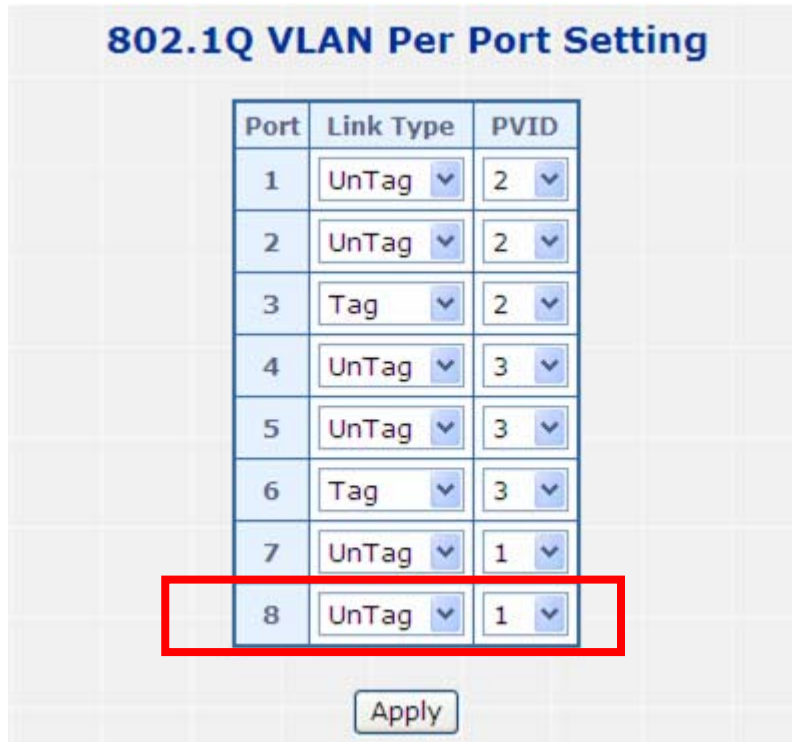 802.1Q VLAN Per Port Setting
Port Link Type PVID
1 UnTag 2
2 UnTag 2
3 Tag 2
4 UnTag 3
5 UnTag 3
6 Tag 3
7 UnTag 1
8 UnTag 1
Apply